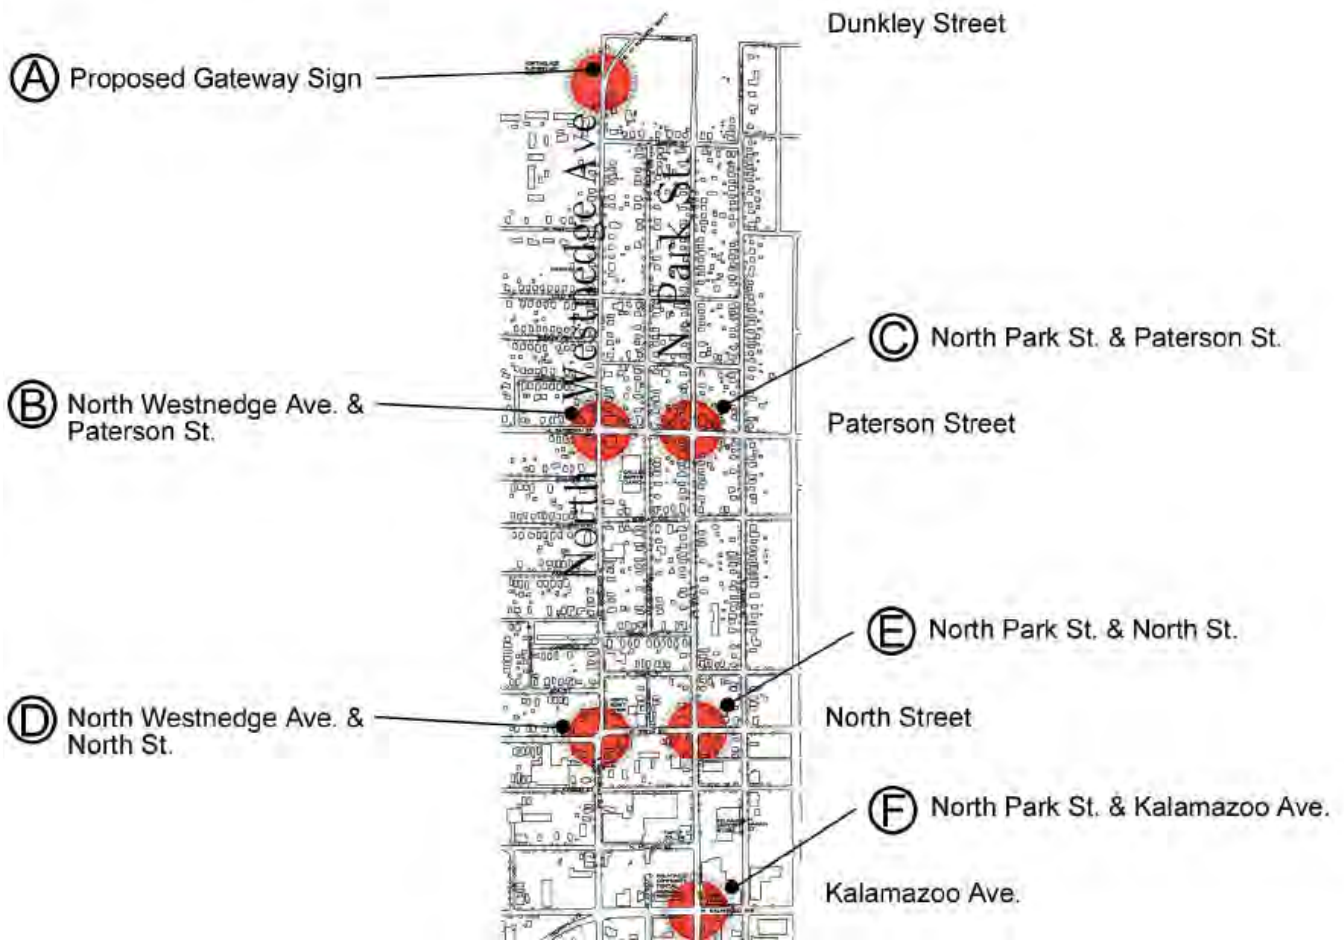 Dunkley Street
A Proposed Gateway Sign
North Westnedge Ave
N Park St.
C North Park St. & Paterson St.
B North Westnedge Ave. &
Paterson St.
Paterson Street
E North Park St. & North St.
D North Westnedge Ave. &
North St.
North Street
F North Park St. & Kalamazoo Ave.
Kalamazoo Ave.